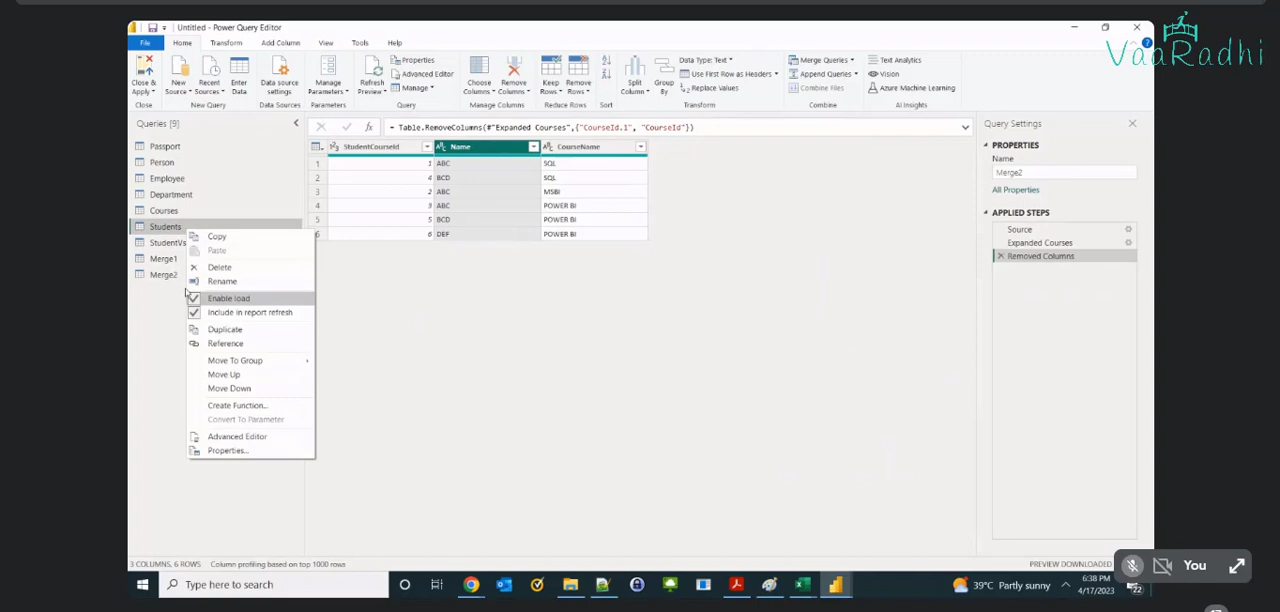 Untitled - Power Query Editor
VaaRadhi
File Home Transform Add Column View Tools Help
Close & Apply
Close
New Source
Recent Sources
Enter Data
New Query
Data source settings
Data Sources
Manage Parameters
Parameters
Refresh Preview
Properties
Advanced Editor
Manage
Query
Choose Columns
Remove Columns
Manage Columns
Keep Rows
Remove Rows
Reduce Rows
Sort
Split Column
Group By
Data Type: Text
Use First Row as Headers
Replace Values
Transform
Merge Queries
Append Queries
Combine Files
Combine
Text Analytics
Vision
Azure Machine Learning
AI Insights
Queries [9]
Passport
Person
Employee
Department
Courses
Students
StudentVs
Merge1
Merge2
Copy
Paste
Delete
Rename
Enable load
Include in report refresh
Duplicate
Reference
Move To Group
Move Up
Move Down
Create Function...
Convert To Parameter
Advanced Editor
Properties...
fx = Table.RemoveColumns(#"Expanded Courses",{"CourseId.1", "CourseId"})
StudentCourseId Name CourseName
1 1 ABC SQL
2 4 BCD SQL
3 2 ABC MSBI
4 3 ABC POWER BI
5 5 BCD POWER BI
6 6 DEF POWER BI
Query Settings
PROPERTIES
Name
Merge2
All Properties
APPLIED STEPS
Source
Expanded Courses
Removed Columns
3 COLUMNS, 6 ROWS Column profiling based on top 1000 rows
PREVIEW DOWNLOADED
You
Type here to search
39°C Partly sunny
6:38 PM
4/17/2023
22